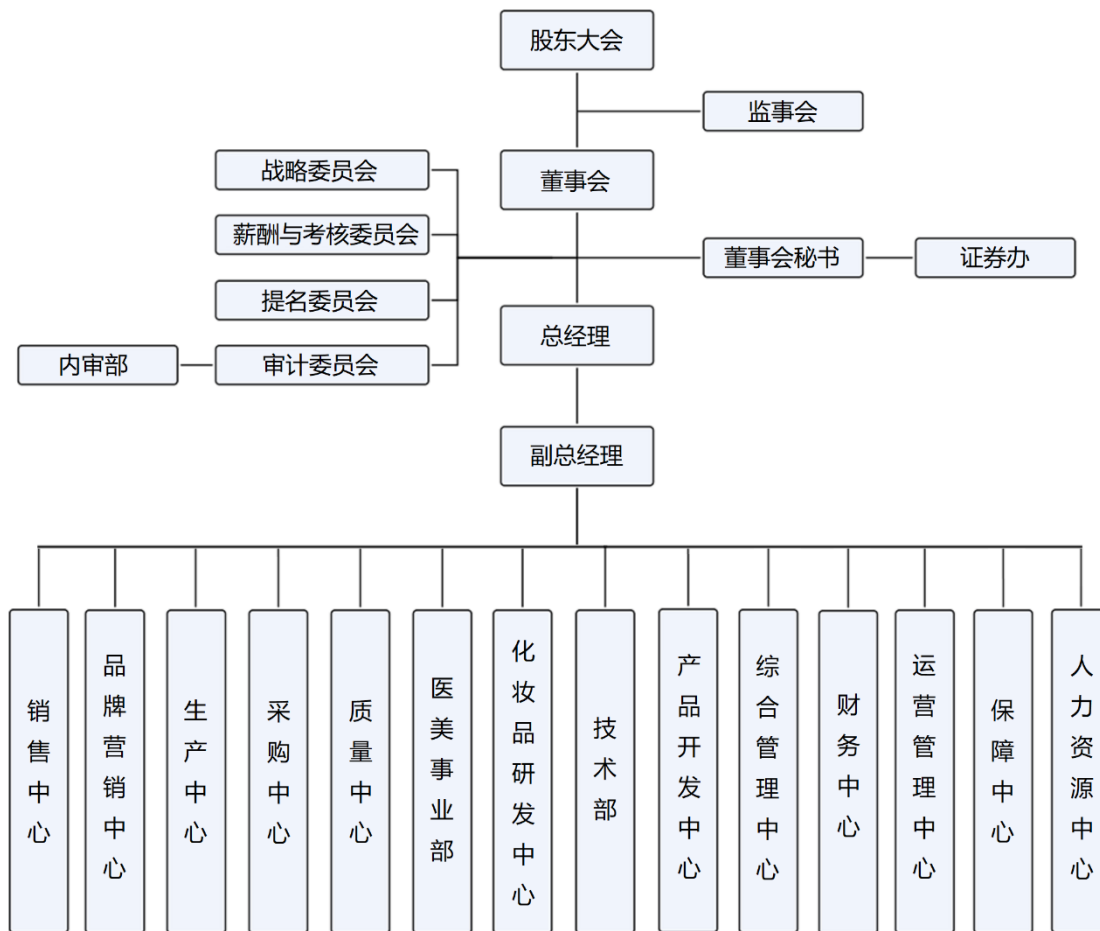 股东大会
监事会
董事会
战略委员会
薪酬与考核委员会
董事会秘书
证券办
提名委员会
总经理
内审部
审计委员会
副总经理
销售中心
品牌营销中心
生产中心
采购中心
质量中心
医美事业部
化妆品研发中心
技术部
产品开发中心
综合管理中心
财务中心
运营管理中心
保障中心
人力资源中心